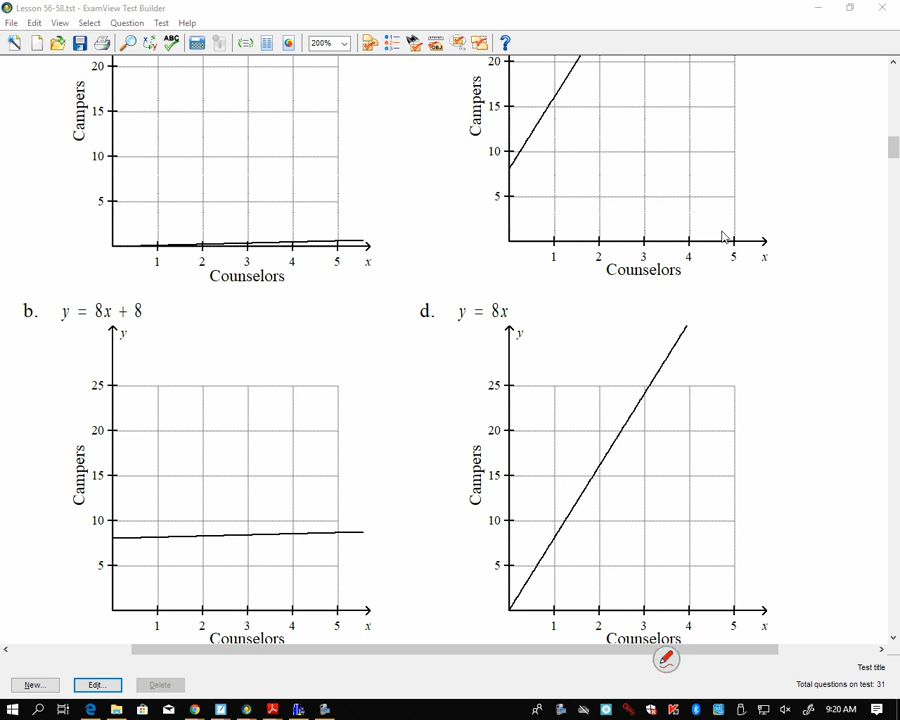 Lesson 56-58.tst - ExamView Test Builder
File Edit View Select Question Test Help
ABC
200%
OBJ
20
15
10
5
Campers
1 2 3 4 5 x
Counselors
20
15
10
5
Campers
1 2 3 4 5 x
Counselors
b. y = 8x + 8
y
25
20
15
10
5
Campers
1 2 3 4 5 x
Counselors
d. y = 8x
y
25
20
15
10
5
Campers
1 2 3 4 5 x
Counselors
Test title
New... Edit... Delete
Total questions on test: 31
9:20 AM